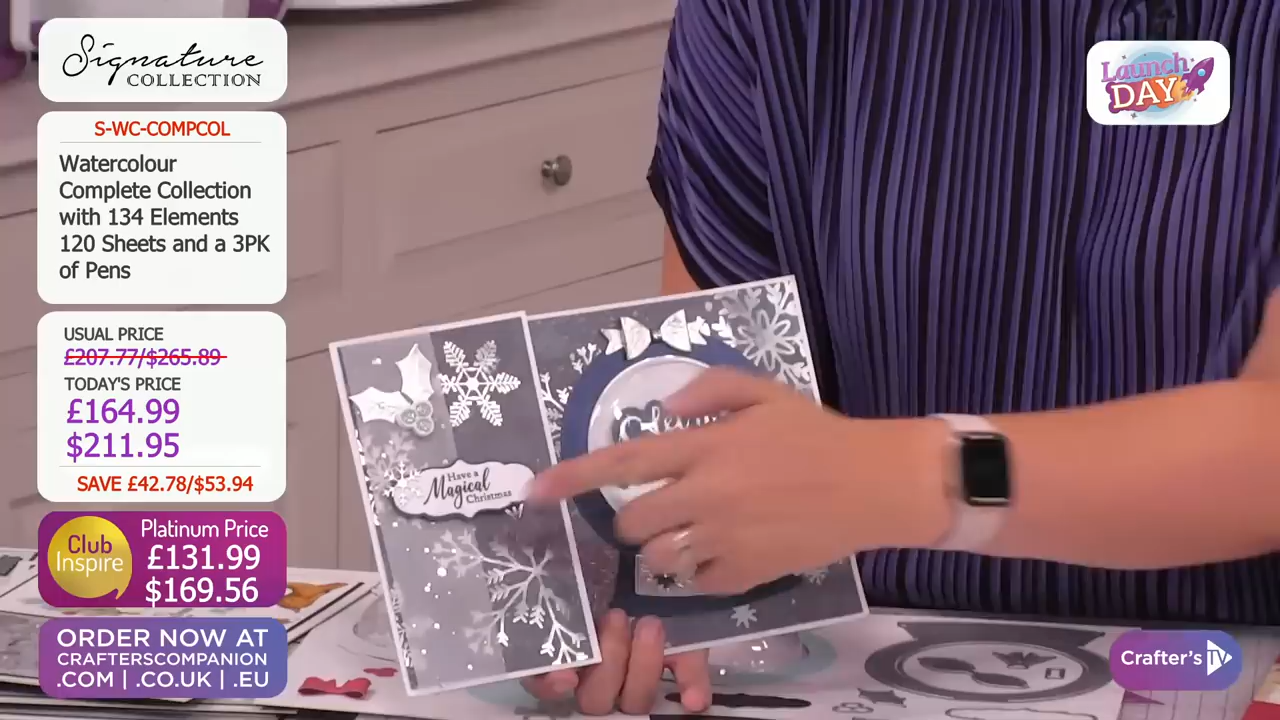 Signature
COLLECTION
S-WC-COMPCOL
Watercolour
Complete Collection
with 134 Elements
120 Sheets and a 3PK
of Pens
USUAL PRICE
£207.77/$265.89
TODAY'S PRICE
£164.99
$211.95
SAVE £42.78/$53.94
Club
Inspire
Platinum Price
£131.99
$169.56
ORDER NOW AT
CRAFTERSCOMPANION
.COM | .CO.UK | .EU
Launch
DAY
Have a
Magical
Christmas
Crafter's TV